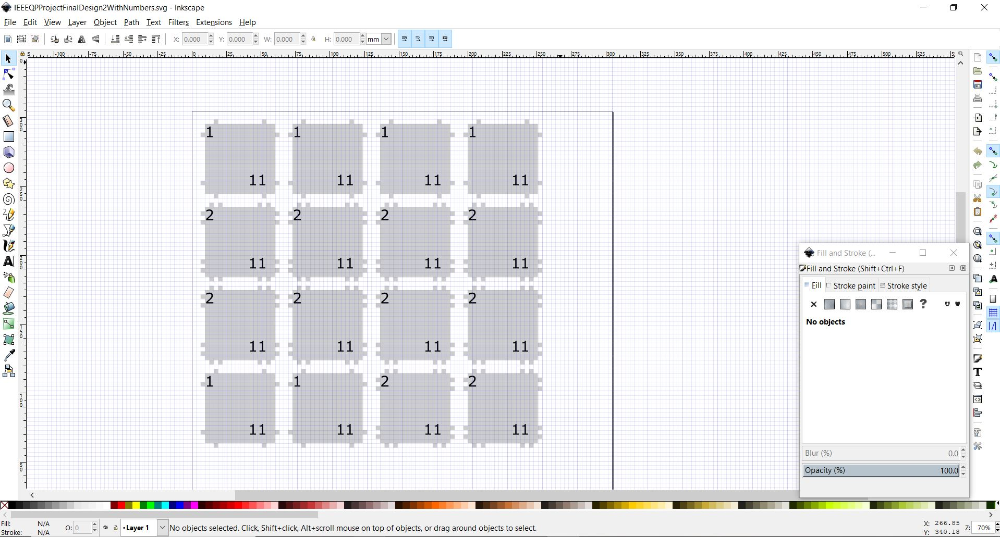 IEEEQPProjectFinalDesign2WithNumbers.svg - Inkscape
File Edit View Layer Object Path Text Filters Extensions Help
X: 0.000 Y: 0.000 W: 0.000 H: 0.000 mm
-100 -75 -50 -25 0 25 50 75 100 125 150 175 200 225 250 275 300 325 350 375 400 425 450 475 500 525
1 1 1 1
11 11 11 11
2 2 2 2
11 11 11 11
2 2 2 2
11 11 11 11
1 1 2 2
11 11 11 11
Fill and Stroke (...
Fill and Stroke (Shift+Ctrl+F)
Fill Stroke paint Stroke style
No objects
Blur (%) 0.0
Opacity (%) 100.0
Fill: N/A
Stroke: N/A
O: 0
Layer 1
No objects selected. Click, Shift+click, Alt+scroll mouse on top of objects, or drag around objects to select.
X: 266.85
Y: 340.18
Z: 70%